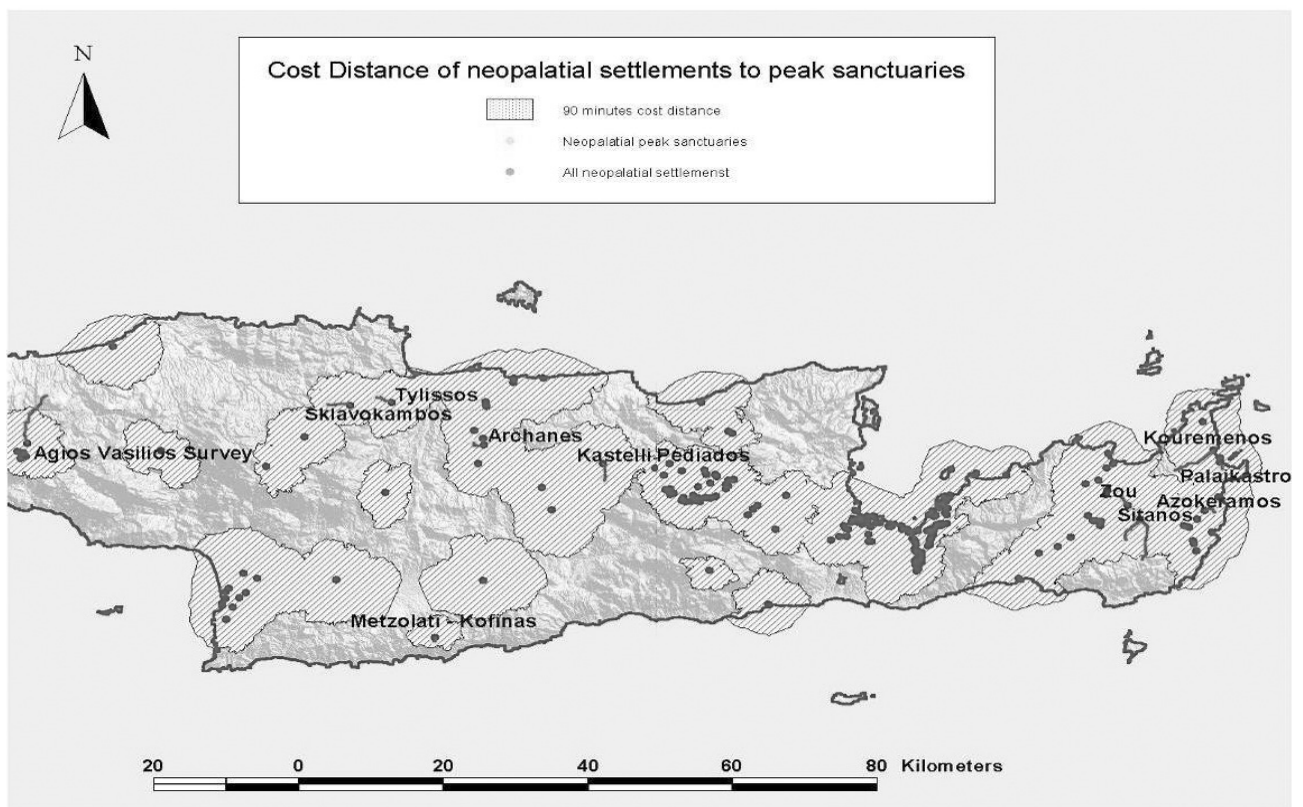 N
Cost Distance of neopalatial settlements to peak sanctuaries
90 minutes cost distance
Neopalatial peak sanctuaries
All neopalatial settlemenst
Tylissos
Sklavokambos
Archanes
Kouremenos
Agios Vasilios Survey
Kastelli Pediados
Palaikastro
Zou
Azokeramos
Sitanos
Metzolati - Kofinas
20 0 20 40 60 80 Kilometers